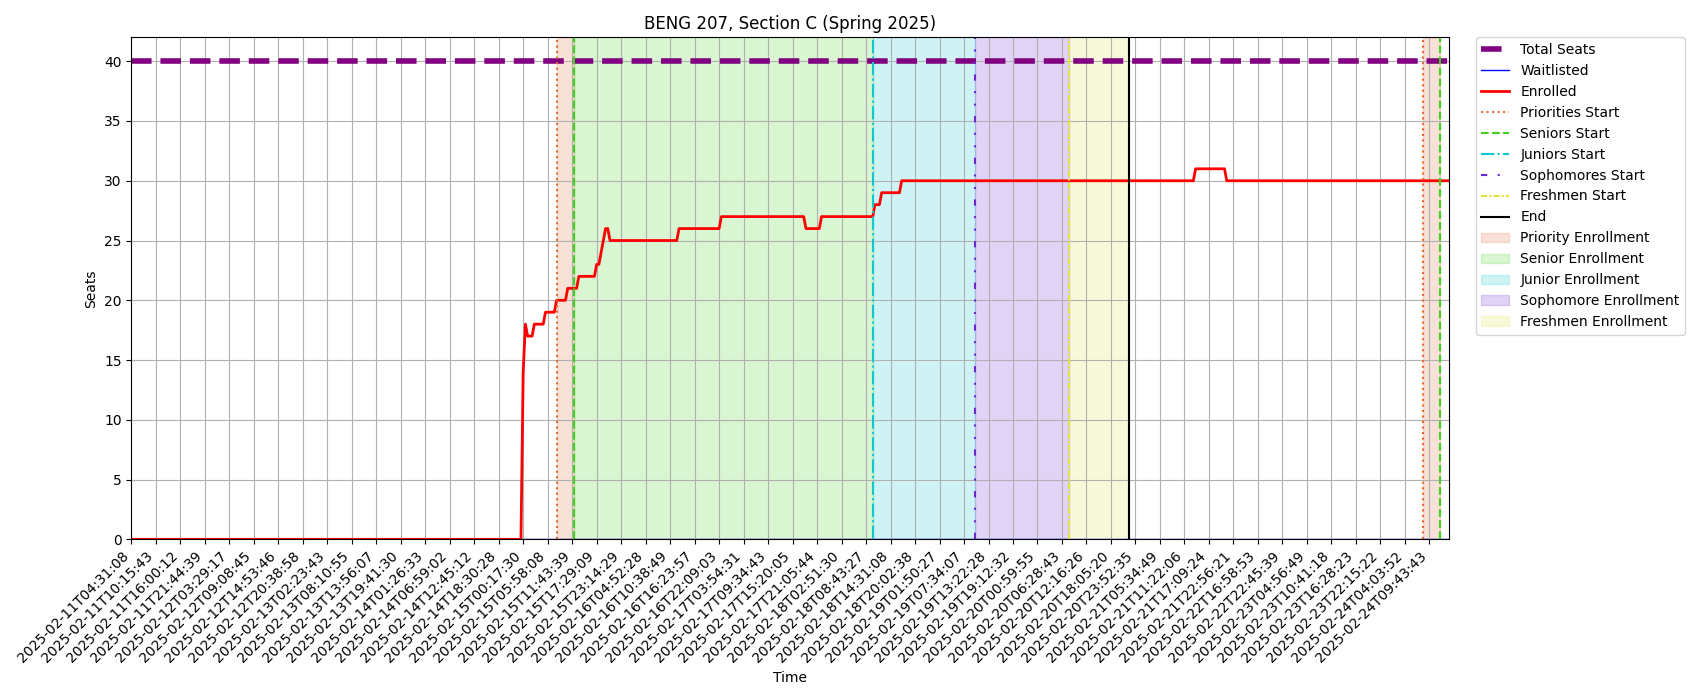 BENG 207, Section C (Spring 2025)
Seats
40
35
30
25
20
15
10
5
0
2025-02-11T04:31:08
2025-02-11T10:15:43
2025-02-11T16:00:12
2025-02-11T21:44:39
2025-02-12T03:29:17
2025-02-12T09:08:45
2025-02-12T14:53:46
2025-02-12T20:38:58
2025-02-13T02:23:43
2025-02-13T08:10:55
2025-02-13T13:56:07
2025-02-13T19:41:30
2025-02-14T01:26:33
2025-02-14T06:59:02
2025-02-14T12:45:12
2025-02-14T18:30:28
2025-02-15T00:17:30
2025-02-15T05:58:08
2025-02-15T11:43:39
2025-02-15T17:29:09
2025-02-15T23:14:29
2025-02-16T04:52:28
2025-02-16T10:38:49
2025-02-16T16:23:57
2025-02-16T22:09:03
2025-02-17T03:54:31
2025-02-17T09:34:43
2025-02-17T15:20:05
2025-02-17T21:05:44
2025-02-18T02:51:30
2025-02-18T08:43:27
2025-02-18T14:31:08
2025-02-18T20:02:38
2025-02-19T01:50:27
2025-02-19T07:34:07
2025-02-19T13:22:28
2025-02-19T19:12:32
2025-02-20T00:59:55
2025-02-20T06:28:43
2025-02-20T12:16:26
2025-02-20T18:05:20
2025-02-20T23:52:35
2025-02-21T05:34:49
2025-02-21T11:22:06
2025-02-21T17:09:24
2025-02-21T22:56:21
2025-02-22T16:58:53
2025-02-22T22:45:39
2025-02-23T04:56:49
2025-02-23T10:41:18
2025-02-23T16:28:23
2025-02-23T22:15:22
2025-02-24T04:03:52
2025-02-24T09:43:43
Time
Total Seats
Waitlisted
Enrolled
Priorities Start
Seniors Start
Juniors Start
Sophomores Start
Freshmen Start
End
Priority Enrollment
Senior Enrollment
Junior Enrollment
Sophomore Enrollment
Freshmen Enrollment